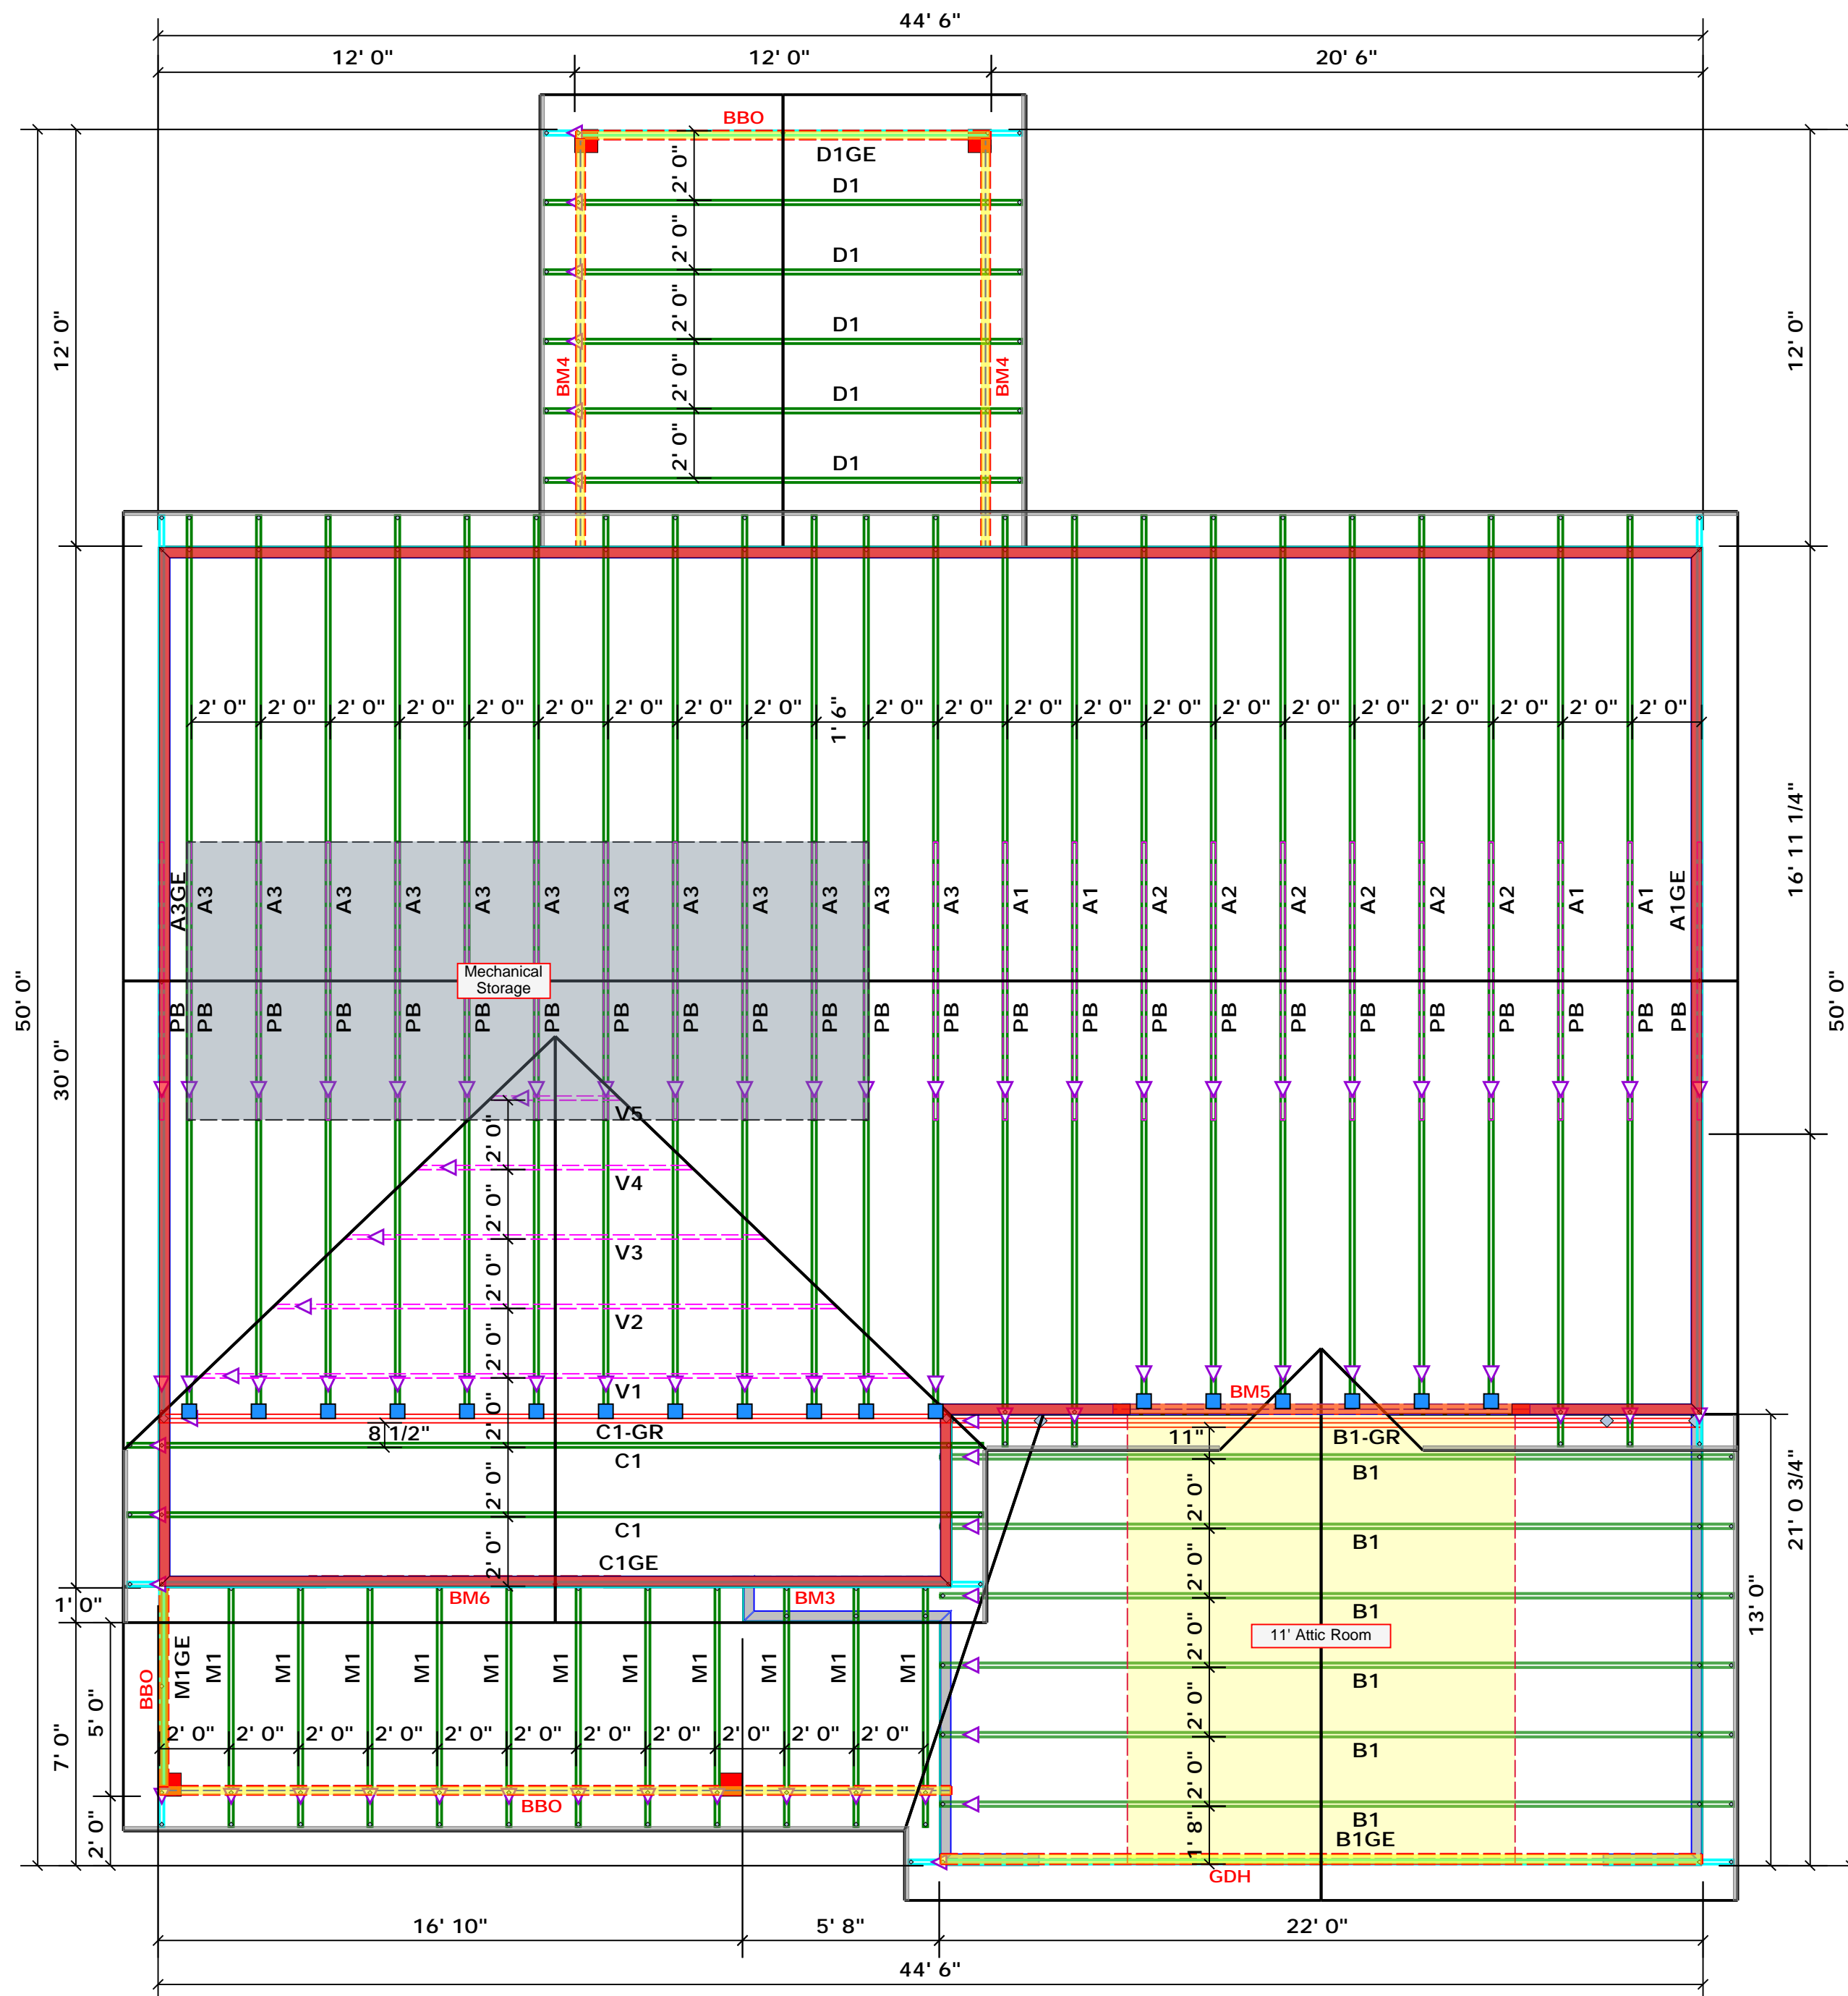 44' 6"
12' 0" 12' 0" 20' 6"
BBO
D1GE
2' 0"
D1
2' 0"
D1
2' 0"
D1
2' 0"
D1
2' 0"
D1
BM4
BM4
12' 0"
12' 0"
2' 0" 2' 0" 2' 0" 2' 0" 2' 0" 2' 0" 2' 0" 2' 0" 2' 0" 1' 6" 2' 0" 2' 0" 2' 0" 2' 0" 2' 0" 2' 0" 2' 0" 2' 0" 2' 0" 2' 0" 2' 0" 2' 0"
16' 11 1/4"
A3GE A3 A3 A3 A3 A3 A3 A3 A3 A3 A3 A3 A3 A1 A1 A2 A2 A2 A2 A2 A2 A1 A1 A1GE
Mechanical
Storage
PB PB PB PB PB PB PB PB PB PB PB PB PB PB PB PB PB PB PB PB PB PB PB
50' 0"
30' 0"
50' 0"
V5
2' 0"
V4
2' 0"
V3
2' 0"
V2
2' 0"
V1
2' 0"
BM5
8 1/2"
C1-GR
11"
B1-GR
C1
B1
2' 0"
2' 0"
C1
B1
2' 0"
C1GE
2' 0"
BM6
BM3
B1
1' 0"
11' Attic Room
21' 0 3/4"
13' 0"
M1GE M1 M1 M1 M1 M1 M1 M1 M1 M1 M1 M1
BBO
2' 0"
B1
5' 0"
7' 0"
2' 0" 2' 0" 2' 0" 2' 0" 2' 0" 2' 0" 2' 0" 2' 0" 2' 0" 2' 0" 2' 0"
2' 0"
B1
2' 0"
BBO
B1
2' 0"
1' 8"
B1GE
GDH
16' 10" 5' 8" 22' 0"
44' 6"